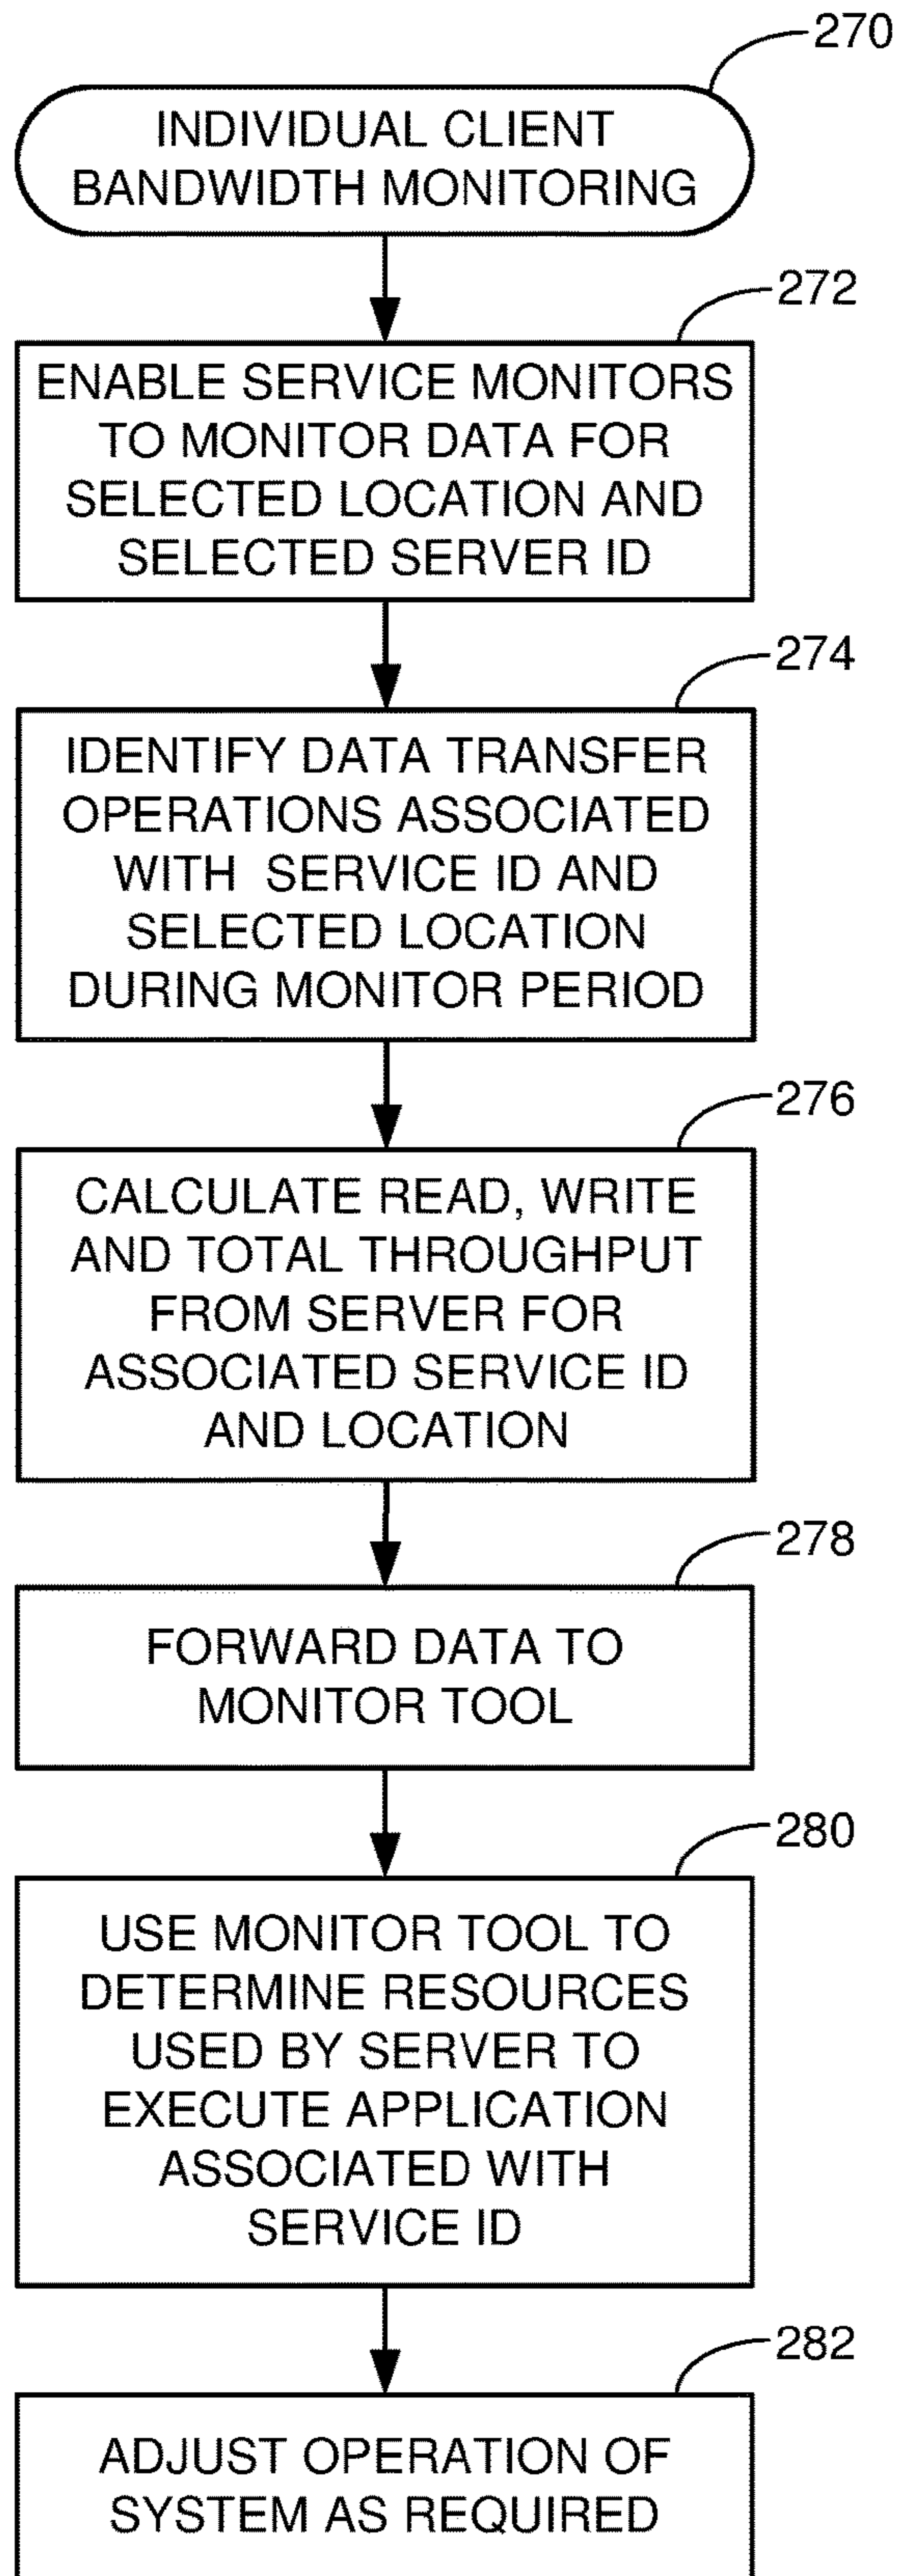 270
INDIVIDUAL CLIENT
BANDWIDTH MONITORING
272
ENABLE SERVICE MONITORS
TO MONITOR DATA FOR
SELECTED LOCATION AND
SELECTED SERVER ID
274
IDENTIFY DATA TRANSFER
OPERATIONS ASSOCIATED
WITH SERVICE ID AND
SELECTED LOCATION
DURING MONITOR PERIOD
276
CALCULATE READ, WRITE
AND TOTAL THROUGHPUT
FROM SERVER FOR
ASSOCIATED SERVICE ID
AND LOCATION
278
FORWARD DATA TO
MONITOR TOOL
280
USE MONITOR TOOL TO
DETERMINE RESOURCES
USED BY SERVER TO
EXECUTE APPLICATION
ASSOCIATED WITH
SERVICE ID
282
ADJUST OPERATION OF
SYSTEM AS REQUIRED